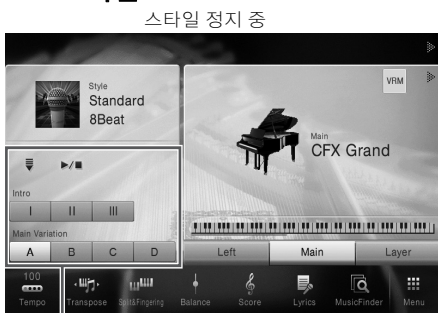 스타일 정지 중
VRM
Style
Standard
8Beat
Main
CFX Grand
Intro
I II III
Main Variation
A B C D
Left Main Layer
100
Tempo Transpose Split&Fingering Balance Score Lyrics MusicFinder Menu